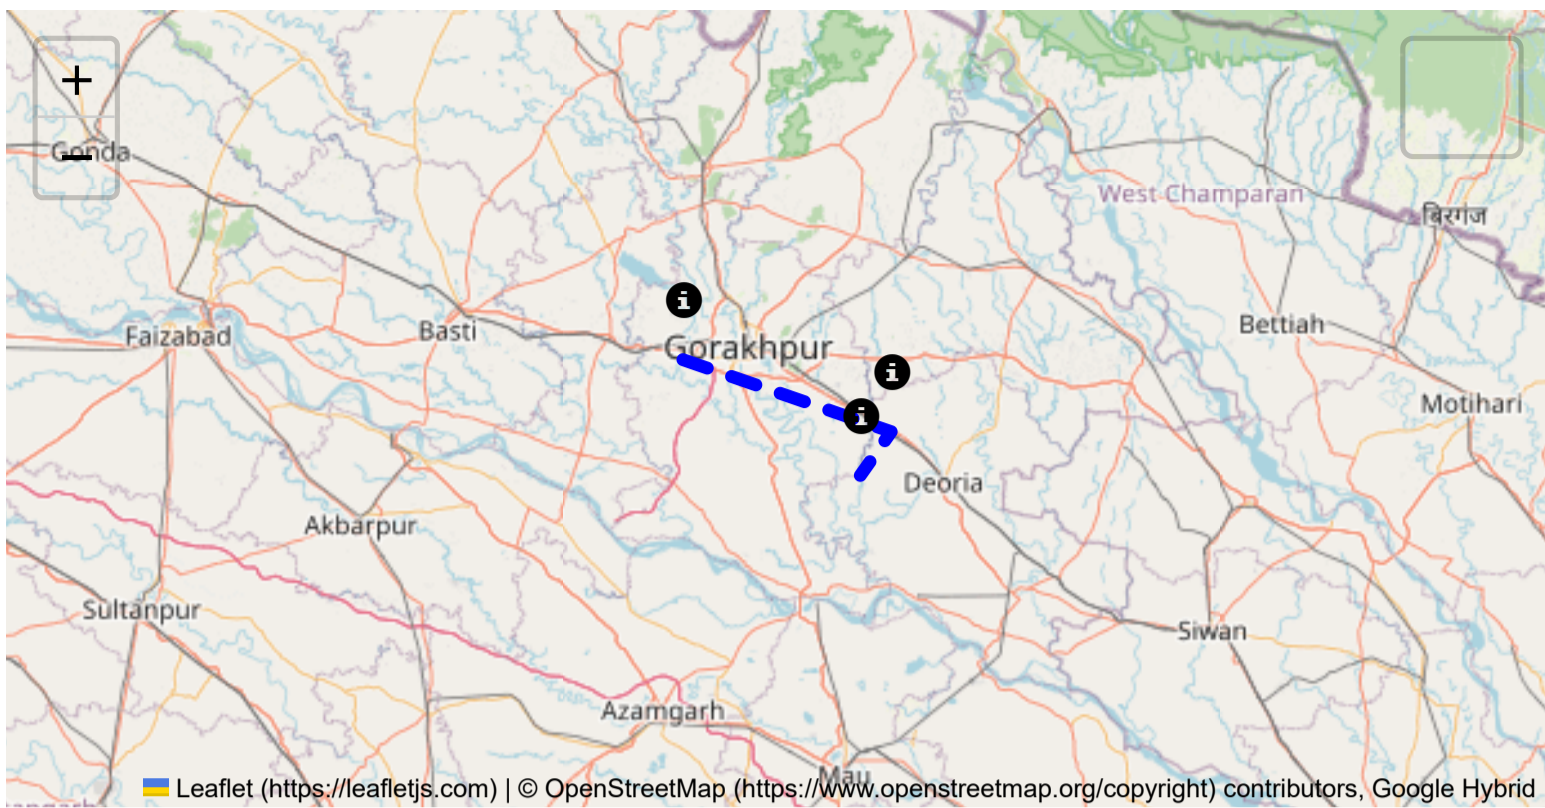 +
−
Gonda
West Champaran
बिरगंज
Faizabad
Basti
Gorakhpur
Bettiah
Motihari
Deoria
Akbarpur
Sultanpur
Siwan
Azamgarh
Mau
Leaflet (https://leafletjs.com) | © OpenStreetMap (https://www.openstreetmap.org/copyright) contributors, Google Hybrid